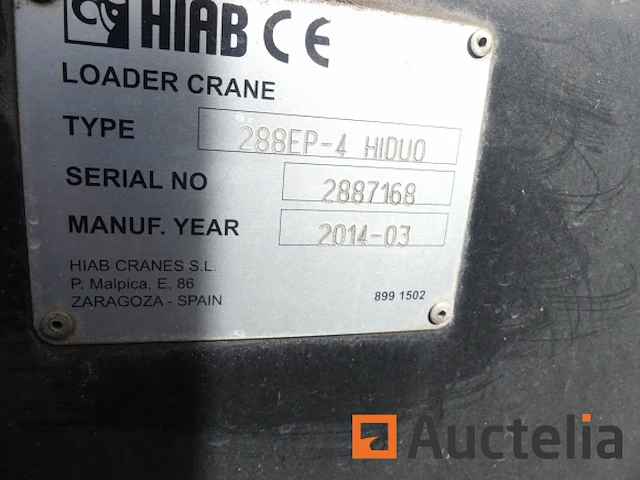 HIAB CE
LOADER CRANE
TYPE 288EP-4 HIDUO
SERIAL NO 2887168
MANUF. YEAR 2014-03
HIAB CRANES S.L.
P. Malpica, E, 86
ZARAGOZA - SPAIN
899 1502
Auctelia